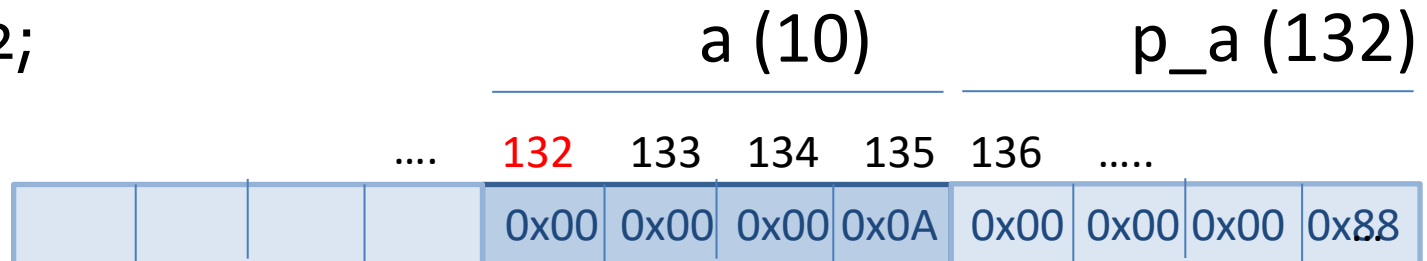 2; a (10) p_a (132)
.... 132 133 134 135 136 .....
0x00 0x00 0x00 0x0A 0x00 0x00 0x00 0x88 ...